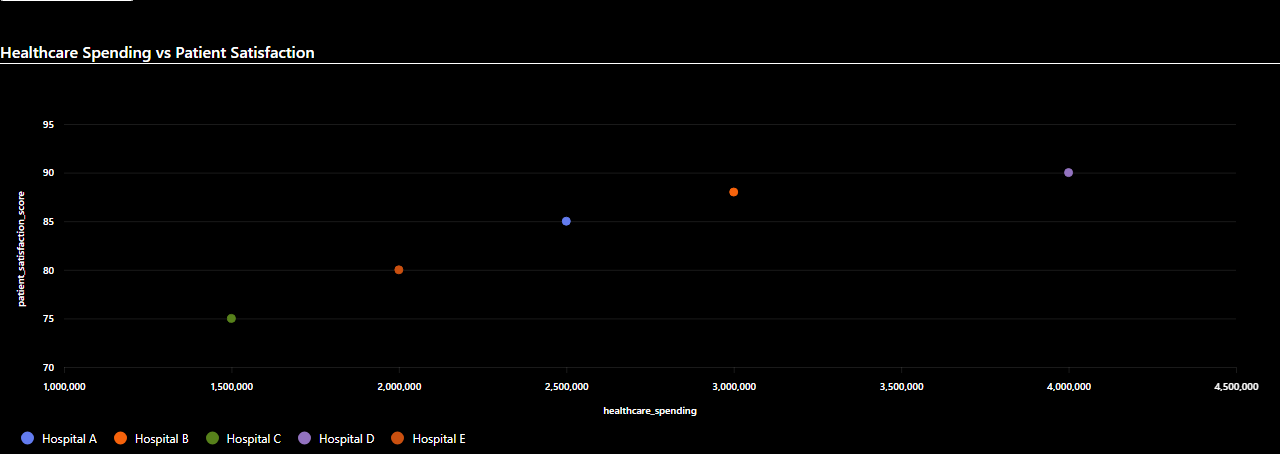 Healthcare Spending vs Patient Satisfaction
95
90
85
80
75
70
patient_satisfaction_score
1,000,000 1,500,000 2,000,000 2,500,000 3,000,000 3,500,000 4,000,000 4,500,000
healthcare_spending
Hospital A Hospital B Hospital C Hospital D Hospital E